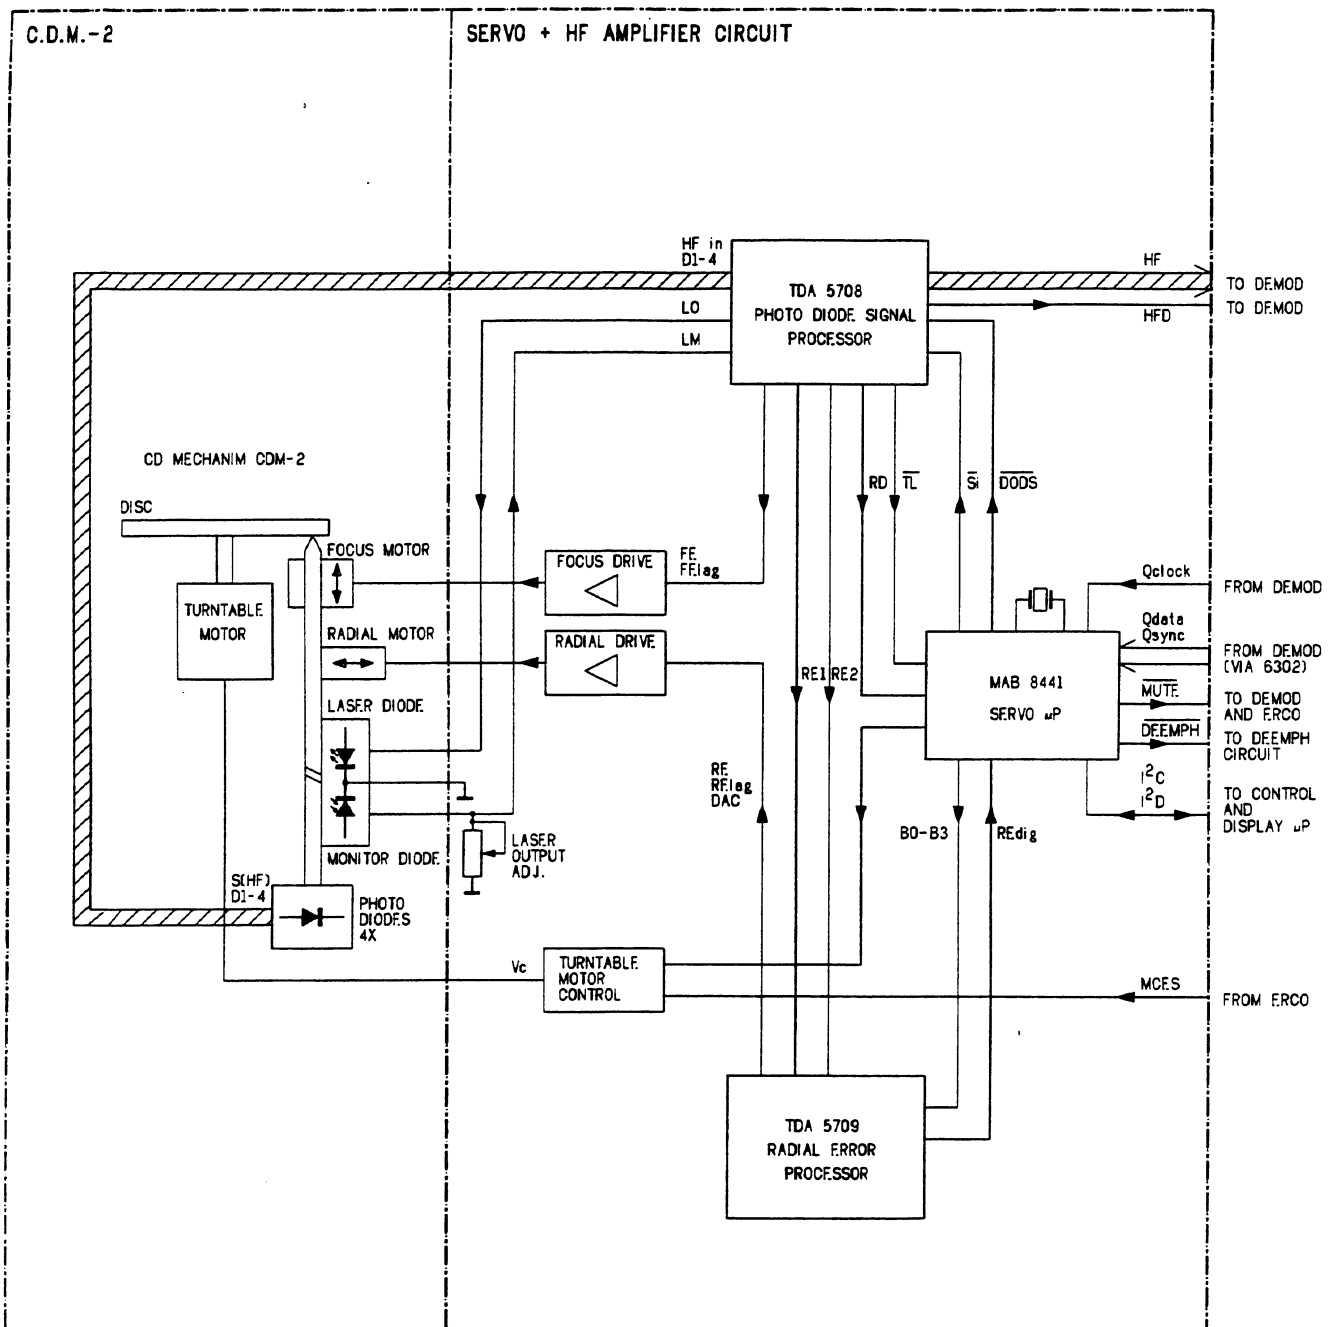 C.D.M.-2
SERVO + HF AMPLIFIER CIRCUIT
HF in
D1-4
TDA 5708
PHOTO DIODE SIGNAL
PROCESSOR
HF
TO DEMOD
HFD
TO DEMOD
LO
LM
CD MECHANIM CDM-2
RD
TL
Si
DODS
DISC
FOCUS MOTOR
FOCUS DRIVE
FE
FElag
Qclock
FROM DEMOD
TURNTABLE
MOTOR
RADIAL MOTOR
RADIAL DRIVE
Qdata
Qsync
FROM DEMOD
(VIA 6302)
RE1
RE2
MAB 8441
SERVO µP
MUTE
TO DEMOD
AND ERCO
LASER DIODE
DEEMPH
TO DEEMPH
CIRCUIT
RE
RElag
DAC
I²C
I²D
TO CONTROL
AND
DISPLAY µP
B0-B3
REdig
LASER
OUTPUT
ADJ.
MONITOR DIODE
S(HF)
D1-4
PHOTO
DIODES
4X
Vc
TURNTABLE
MOTOR
CONTROL
MCES
FROM ERCO
TDA 5709
RADIAL ERROR
PROCESSOR